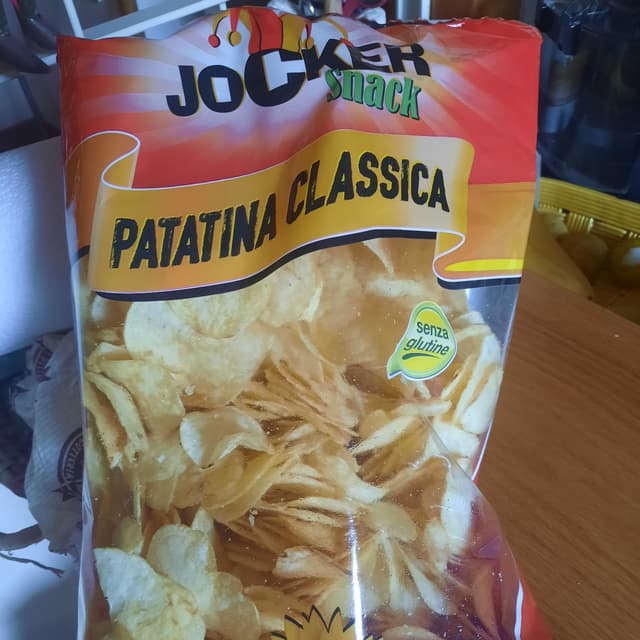 JOCKER
snack
PATATINA CLASSICA
senza
glutine